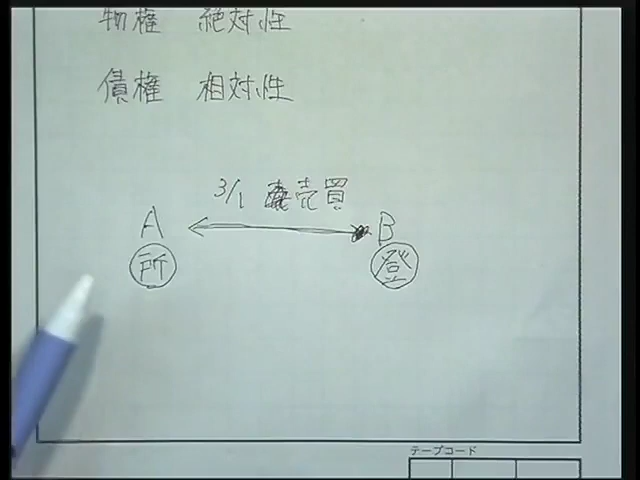 物権 絶対性
債権 相対性
3/1 売買
A B
所 登
テープコード